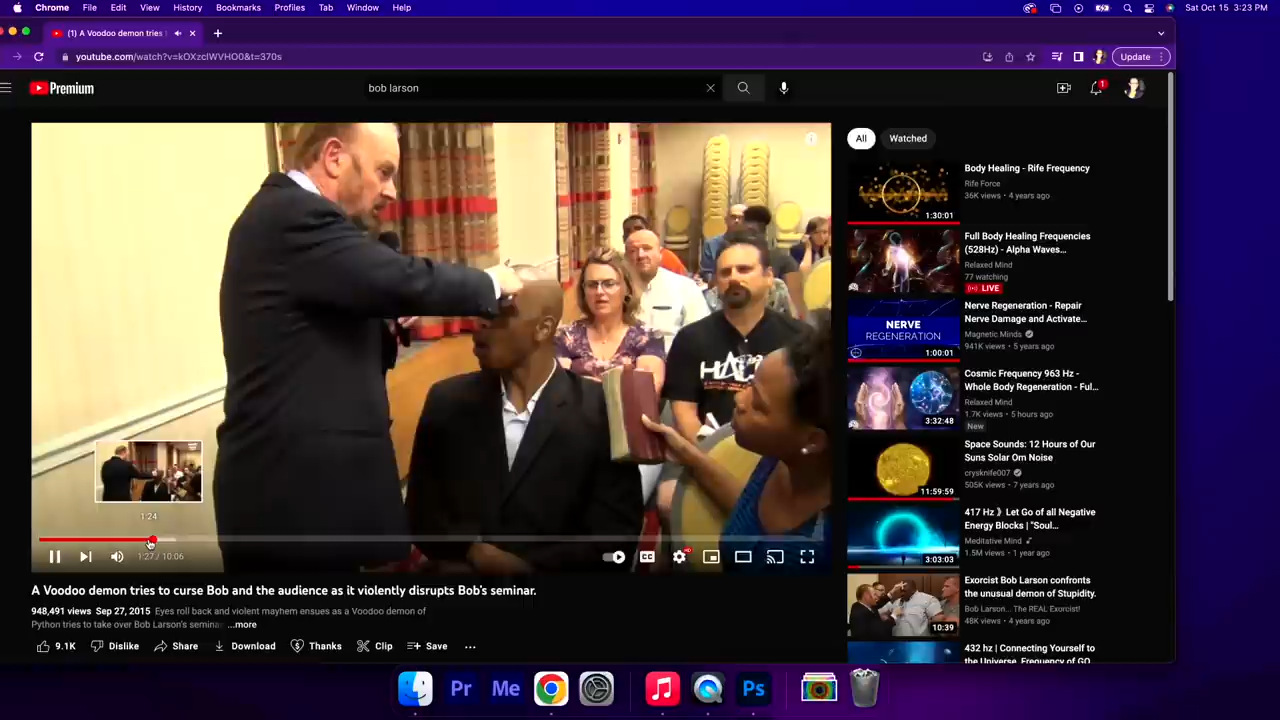 Chrome File Edit View History Bookmarks Profiles Tab Window Help Sat Oct 15 3:23 PM
(1) A Voodoo demon tries t
youtube.com/watch?v=kOXzcIWVHO0&t=370s Update
Premium bob larson 1
All Watched
Body Healing - Rife Frequency
Rife Force
36K views • 4 years ago
1:30:01
Full Body Healing Frequencies
(528Hz) - Alpha Waves...
Relaxed Mind
77 watching
LIVE
Nerve Regeneration - Repair
Nerve Damage and Activate...
Magnetic Minds
941K views • 5 years ago
NERVE
REGENERATION
1:00:01
Cosmic Frequency 963 Hz -
Whole Body Regeneration - Ful...
Relaxed Mind
1.7K views • 5 hours ago
New
3:32:48
Space Sounds: 12 Hours of Our
Suns Solar Om Noise
crysknife007
505K views • 7 years ago
11:59:59
417 Hz 》Let Go of all Negative
Energy Blocks | "Soul...
Meditative Mind
1.5M views • 1 year ago
3:03:03
Exorcist Bob Larson confronts
the unusual demon of Stupidity.
Bob Larson... The REAL Exorcist!
48K views • 4 years ago
10:39
432 hz | Connecting Yourself to
the Universe, Frequency of GO
1:24
1:27 / 10:06
CC HD
A Voodoo demon tries to curse Bob and the audience as it violently disrupts Bob's seminar.
948,491 views Sep 27, 2015 Eyes roll back and violent mayhem ensues as a Voodoo demon of
Python tries to take over Bob Larson's semina ...more
9.1K Dislike Share Download Thanks Clip Save ...
Pr Me Ps